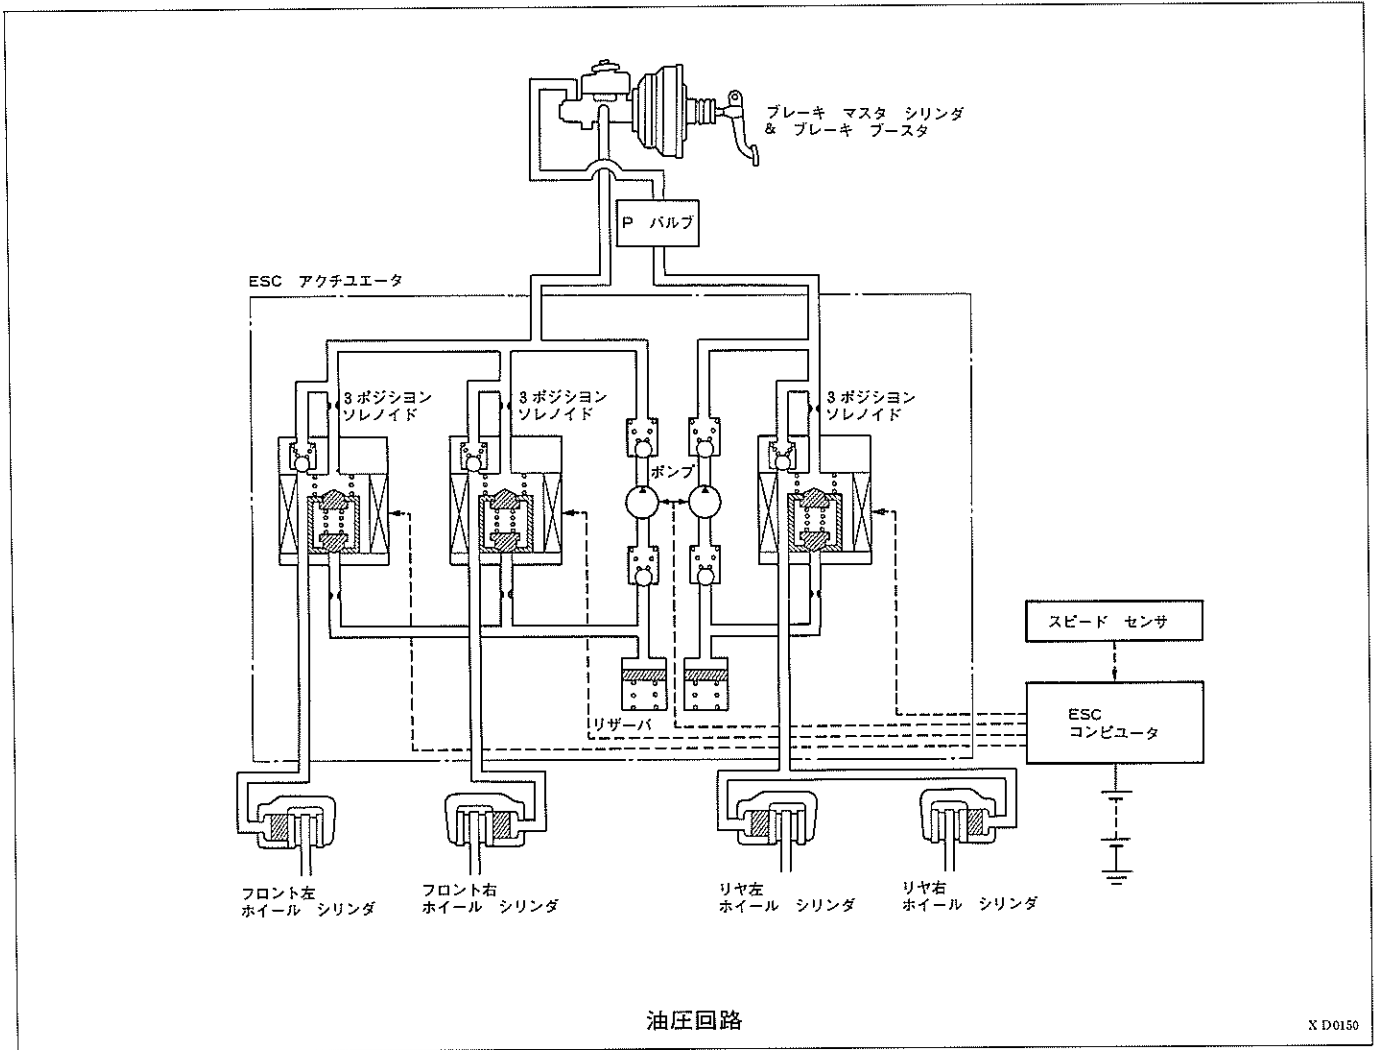 ブレーキ マスタ シリンダ
& ブレーキ ブースタ
P バルブ
ESC アクチユエータ
3ポジシヨン
ソレノイド
3ポジシヨン
ソレノイド
3ポジシヨン
ソレノイド
ポンプ
スピード センサ
リザーバ
ESC
コンピユータ
フロント左
ホイール シリンダ
フロント右
ホイール シリンダ
リヤ左
ホイール シリンダ
リヤ右
ホイール シリンダ
油圧回路
X D0150